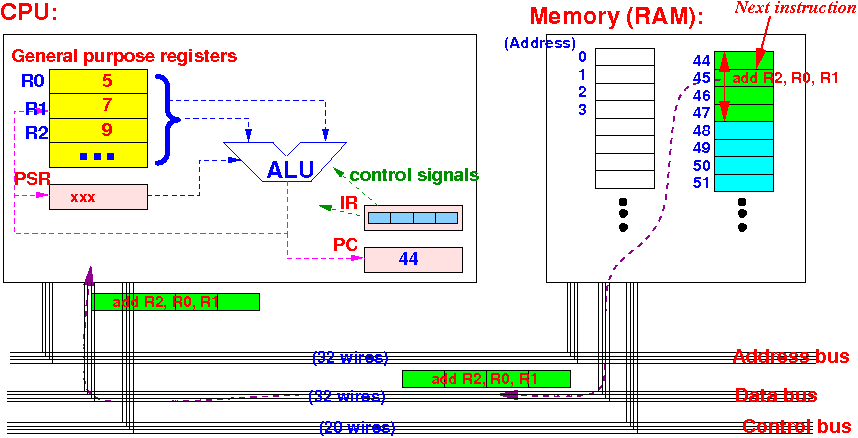 CPU:
Memory (RAM):
Next instruction
General purpose registers
(Address)
R0 5
R1 7
R2 9
PSR
xxx
ALU
control signals
IR
PC
44
0
1
2
3
44
45 add R2, R0, R1
46
47
48
49
50
51
add R2, R0, R1
(32 wires)
Address bus
add R2, R0, R1
(32 wires)
Data bus
(20 wires)
Control bus